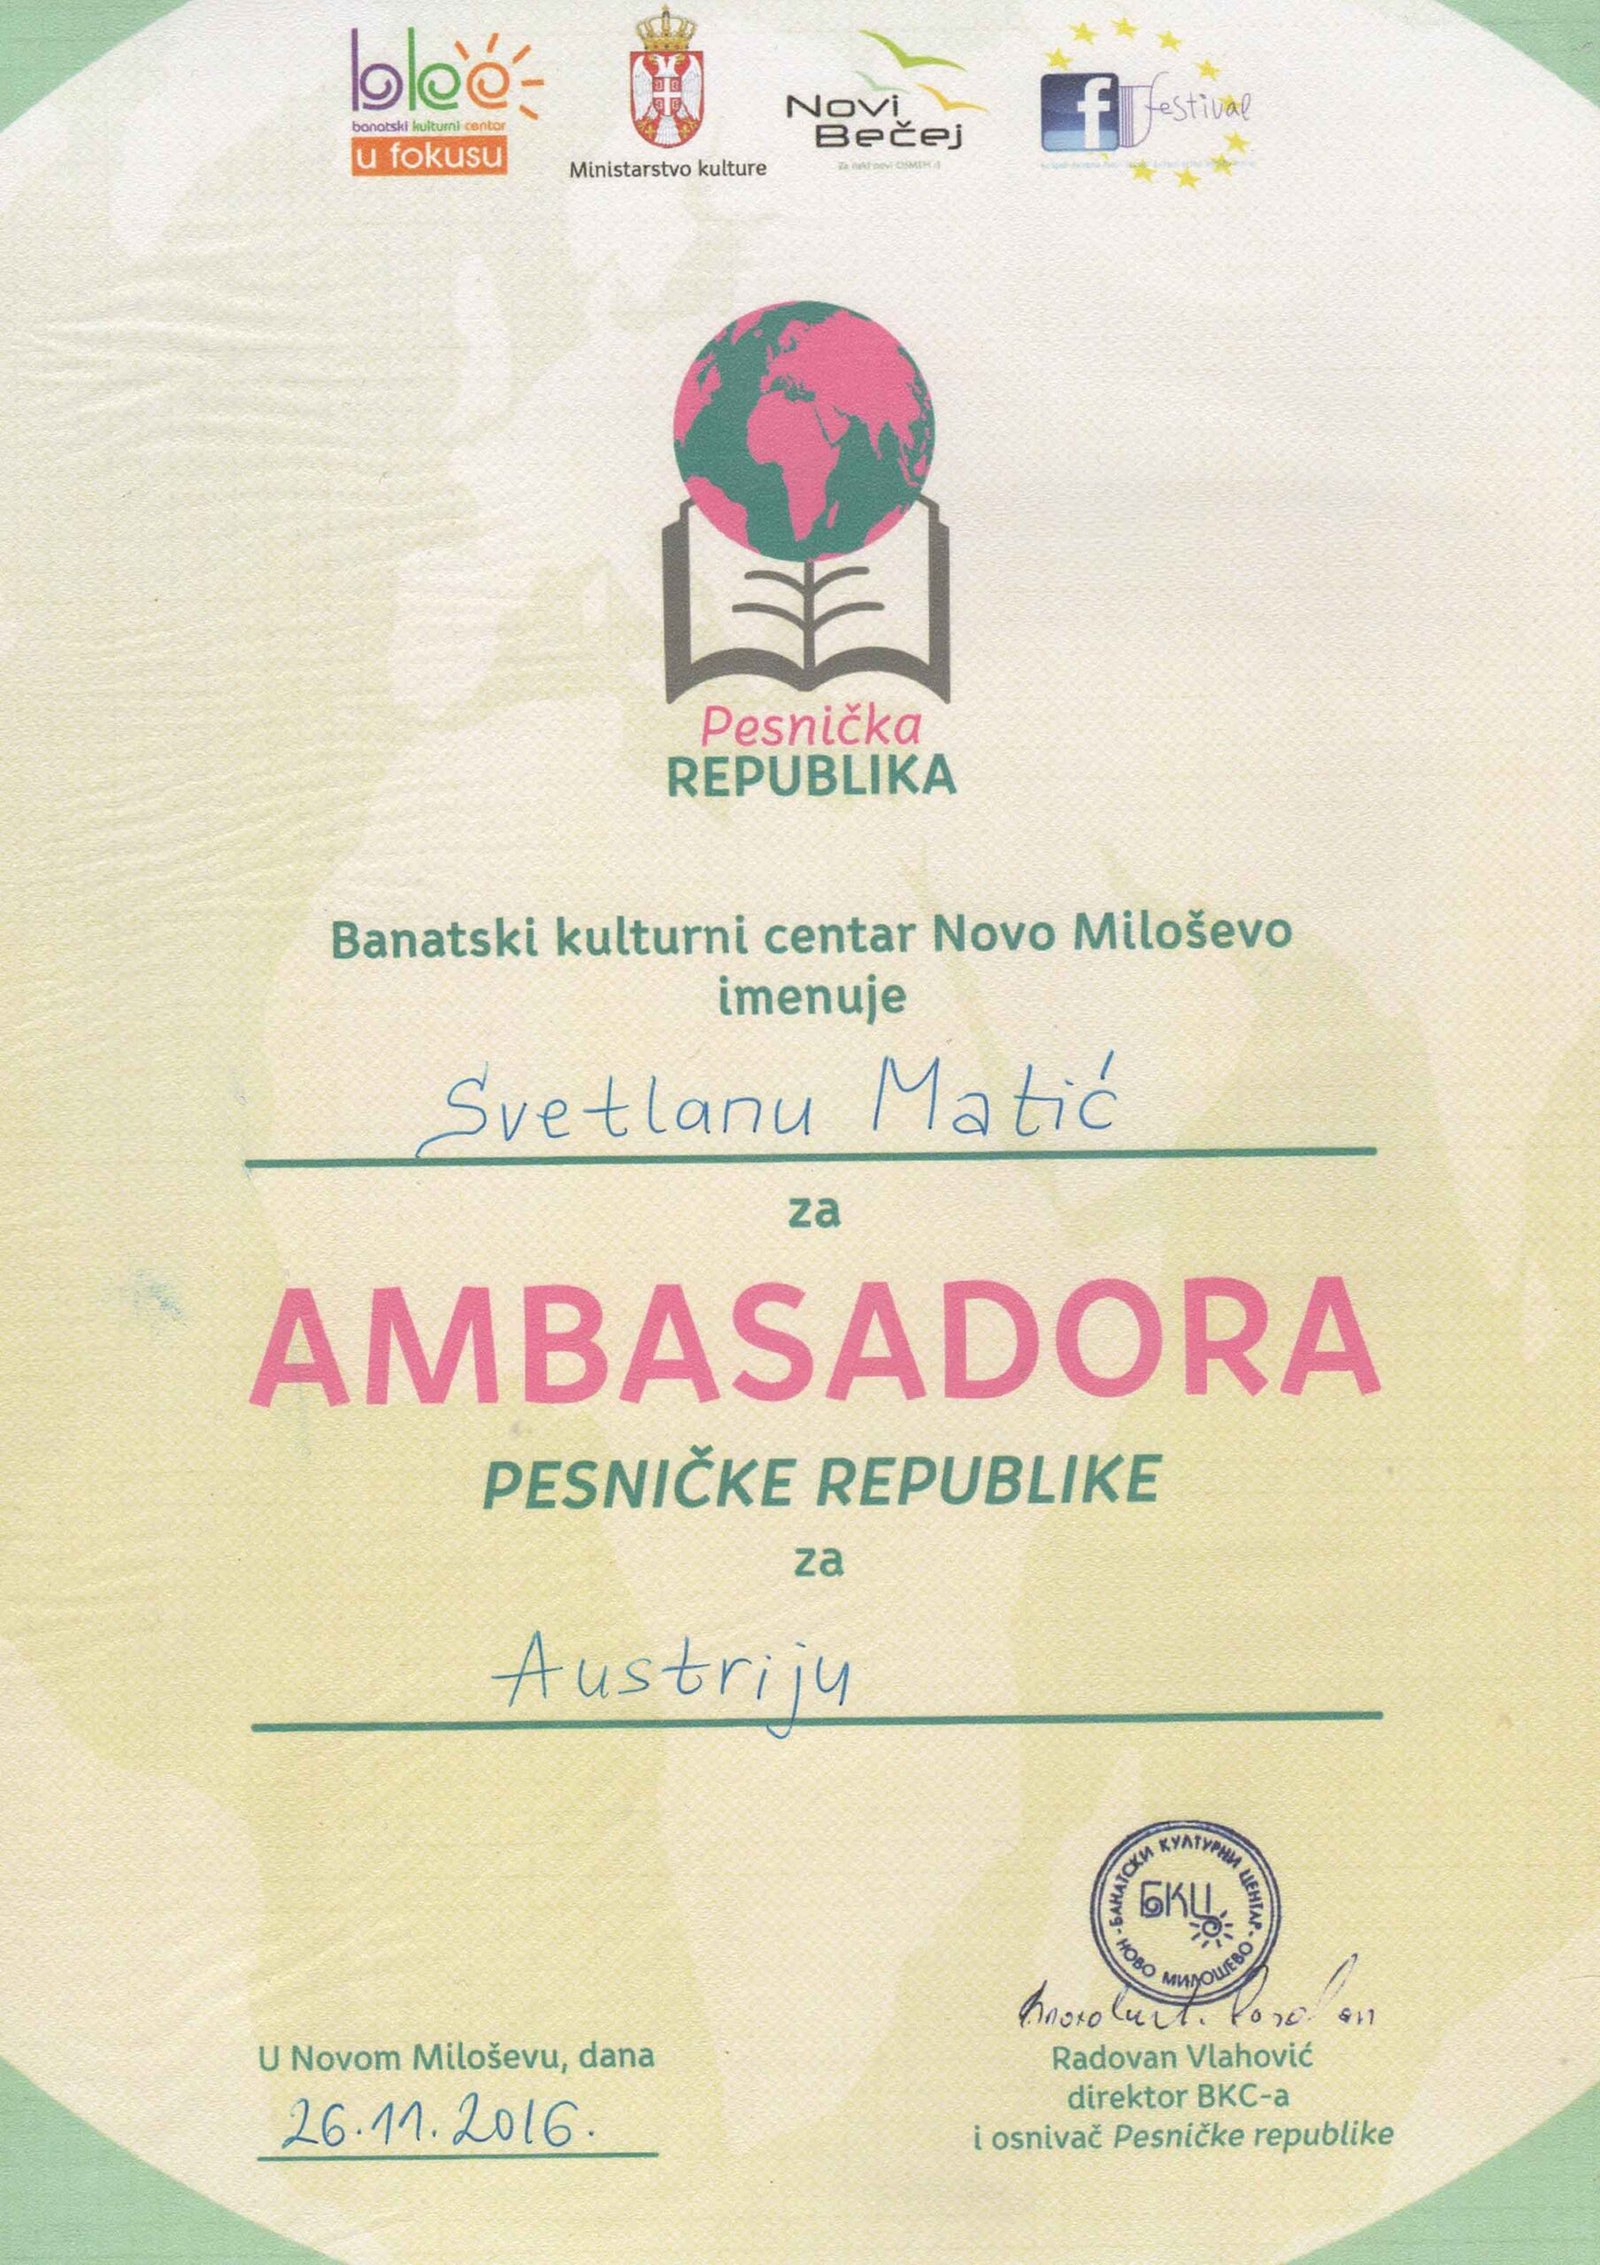 bkc
banatski kulturni centar
u fokusu
Ministarstvo kulture
Novi
Bečej
f festival
Pesnička
REPUBLIKA
Banatski kulturni centar Novo Miloševo
imenuje
Svetlanu Matić
za
AMBASADORA
PESNIČKE REPUBLIKE
za
Austriju
БАНАТСКИ КУЛТУРНИ ЦЕНТАР
БКЦ
НОВО МИЛОШЕВО
U Novom Miloševu, dana
26.11.2016.
Radovan Vlahović
direktor BKC-a
i osnivač Pesničke republike